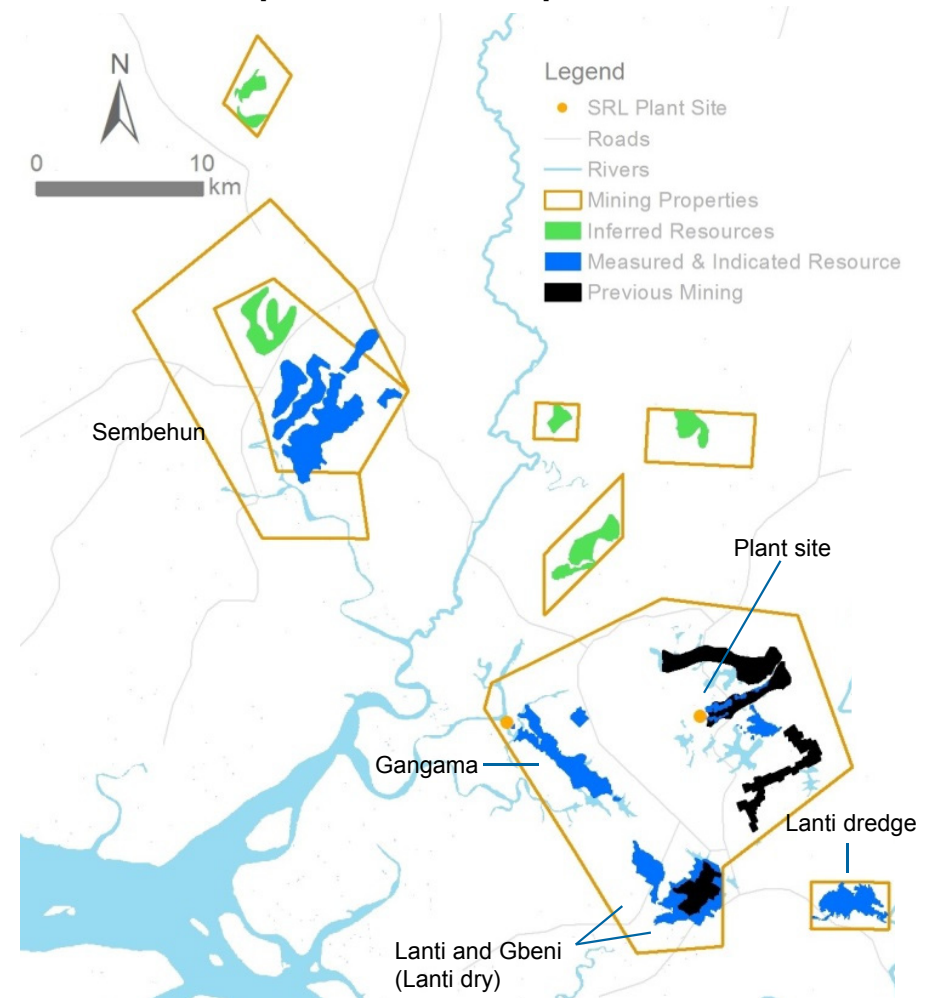 N
0 10
km
Legend
SRL Plant Site
Roads
Rivers
Mining Properties
Inferred Resources
Measured & Indicated Resource
Previous Mining
Sembehun
Plant site
Gangama
Lanti dredge
Lanti and Gbeni
(Lanti dry)